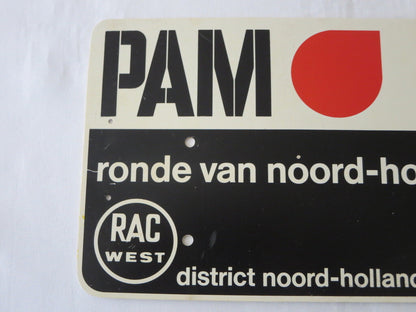 PAM
ronde van noord-ho
RAC
WEST
district noord-holland